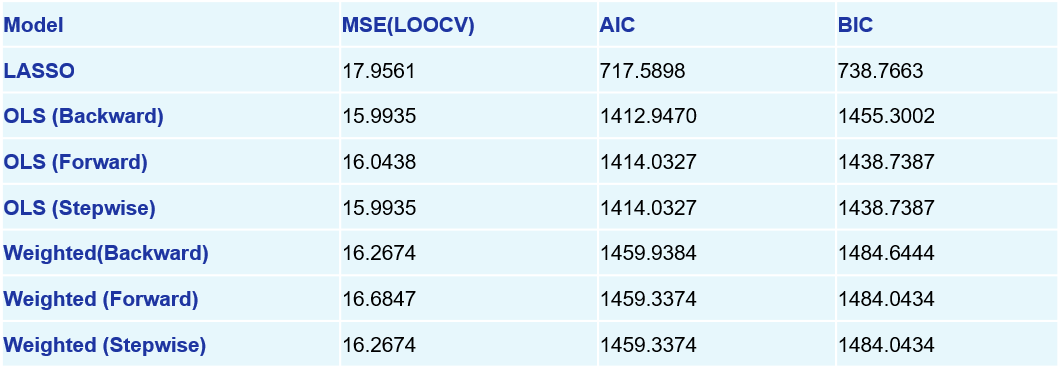 Model MSE(LOOCV) AIC BIC
LASSO 17.9561 717.5898 738.7663
OLS (Backward) 15.9935 1412.9470 1455.3002
OLS (Forward) 16.0438 1414.0327 1438.7387
OLS (Stepwise) 15.9935 1414.0327 1438.7387
Weighted(Backward) 16.2674 1459.9384 1484.6444
Weighted (Forward) 16.6847 1459.3374 1484.0434
Weighted (Stepwise) 16.2674 1459.3374 1484.0434